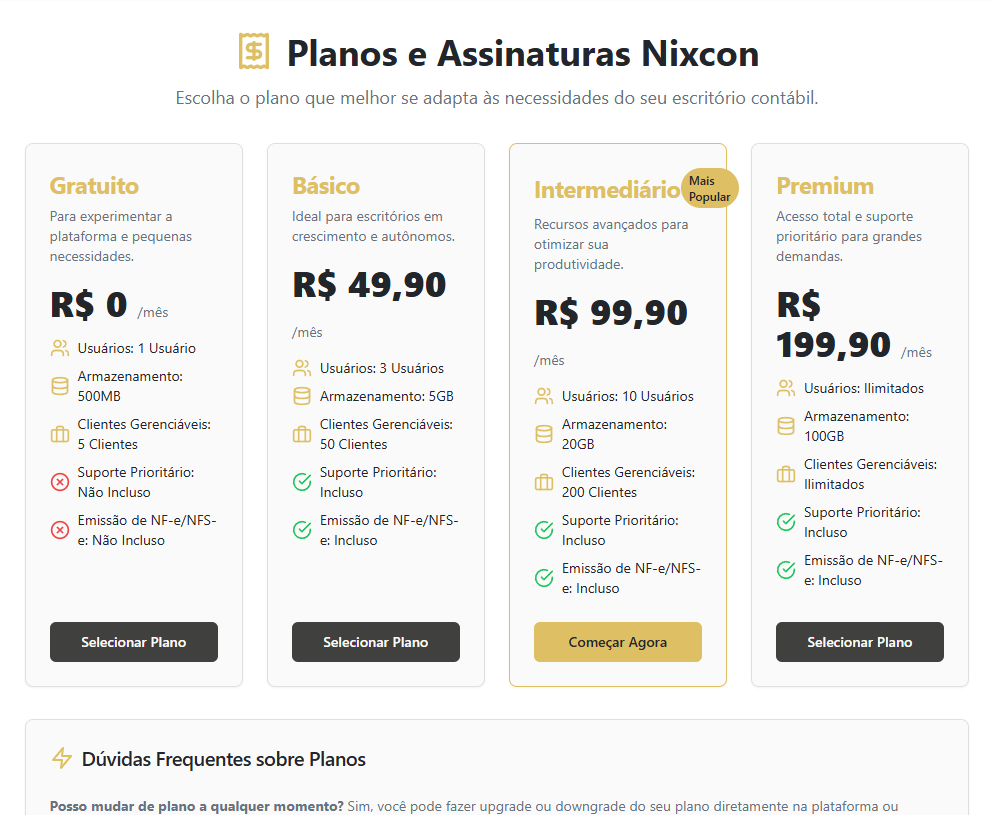 Planos e Assinaturas Nixcon
Escolha o plano que melhor se adapta às necessidades do seu escritório contábil.
Gratuito
Para experimentar a
plataforma e pequenas
necessidades.
R$ 0 /mês
Usuários: 1 Usuário
Armazenamento:
500MB
Clientes Gerenciáveis:
5 Clientes
Suporte Prioritário:
Não Incluso
Emissão de NF-e/NFS-
e: Não Incluso
Selecionar Plano
Básico
Ideal para escritórios em
crescimento e autônomos.
R$ 49,90
/mês
Usuários: 3 Usuários
Armazenamento: 5GB
Clientes Gerenciáveis:
50 Clientes
Suporte Prioritário:
Incluso
Emissão de NF-e/NFS-
e: Incluso
Selecionar Plano
Intermediário
Mais
Popular
Recursos avançados para
otimizar sua
produtividade.
R$ 99,90
/mês
Usuários: 10 Usuários
Armazenamento:
20GB
Clientes Gerenciáveis:
200 Clientes
Suporte Prioritário:
Incluso
Emissão de NF-e/NFS-
e: Incluso
Começar Agora
Premium
Acesso total e suporte
prioritário para grandes
demandas.
R$
199,90 /mês
Usuários: Ilimitados
Armazenamento:
100GB
Clientes Gerenciáveis:
Ilimitados
Suporte Prioritário:
Incluso
Emissão de NF-e/NFS-
e: Incluso
Selecionar Plano
Dúvidas Frequentes sobre Planos
Posso mudar de plano a qualquer momento? Sim, você pode fazer upgrade ou downgrade do seu plano diretamente na plataforma ou